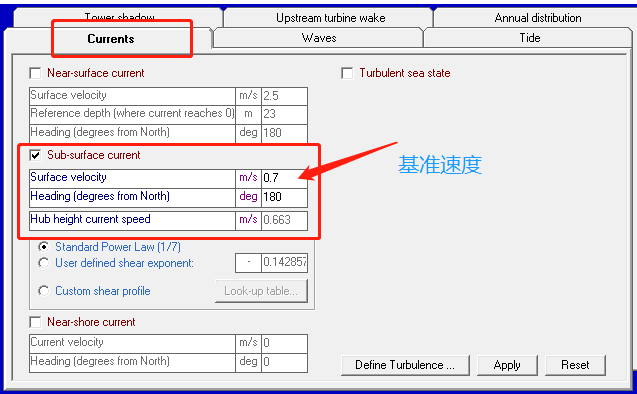 Tower shadow Upstream turbine wake Annual distribution
Currents Waves Tide
Near-surface current Turbulent sea state
Surface velocity m/s 2.5
Reference depth (where current reaches 0) m 23
Heading (degrees from North) deg 180
Sub-surface current
Surface velocity m/s 0.7
基准速度
Heading (degrees from North) deg 180
Hub height current speed m/s 0.663
Standard Power Law (1/7)
User defined shear exponent: - 0.142857
Custom shear profile Look-up table...
Near-shore current
Current velocity m/s 0
Heading (degrees from North) deg 0
Define Turbulence ... Apply Reset